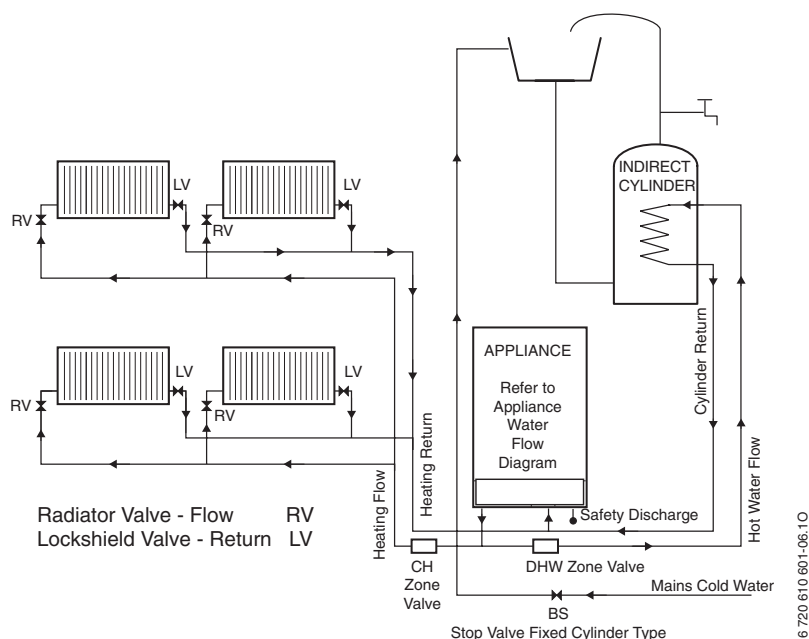 INDIRECT
CYLINDER
LV
LV
RV
RV
Cylinder Return
APPLIANCE
Refer to
Appliance
Water
Flow
Diagram
LV
LV
RV
RV
Heating Return
Hot Water Flow
Heating Flow
Safety Discharge
Radiator Valve - Flow RV
Lockshield Valve - Return LV
CH
Zone
Valve
DHW Zone Valve
Mains Cold Water
BS
Stop Valve Fixed Cylinder Type
6 720 610 601-06.1O